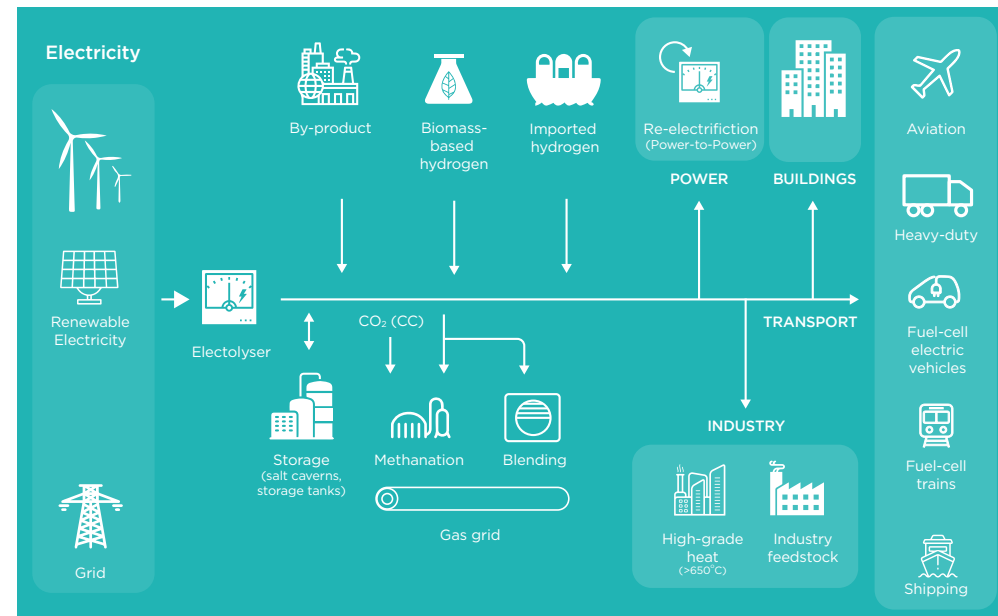 Electricity
Renewable
Electricity
Grid
Electolyser
By-product
Biomass-
based
hydrogen
Imported
hydrogen
Re-electrifiction
(Power-to-Power)
POWER
BUILDINGS
TRANSPORT
CO₂ (CC)
Storage
(salt caverns,
storage tanks)
Methanation
Blending
Gas grid
INDUSTRY
High-grade
heat
(>650°C)
Industry
feedstock
Aviation
Heavy-duty
Fuel-cell
electric
vehicles
Fuel-cell
trains
Shipping